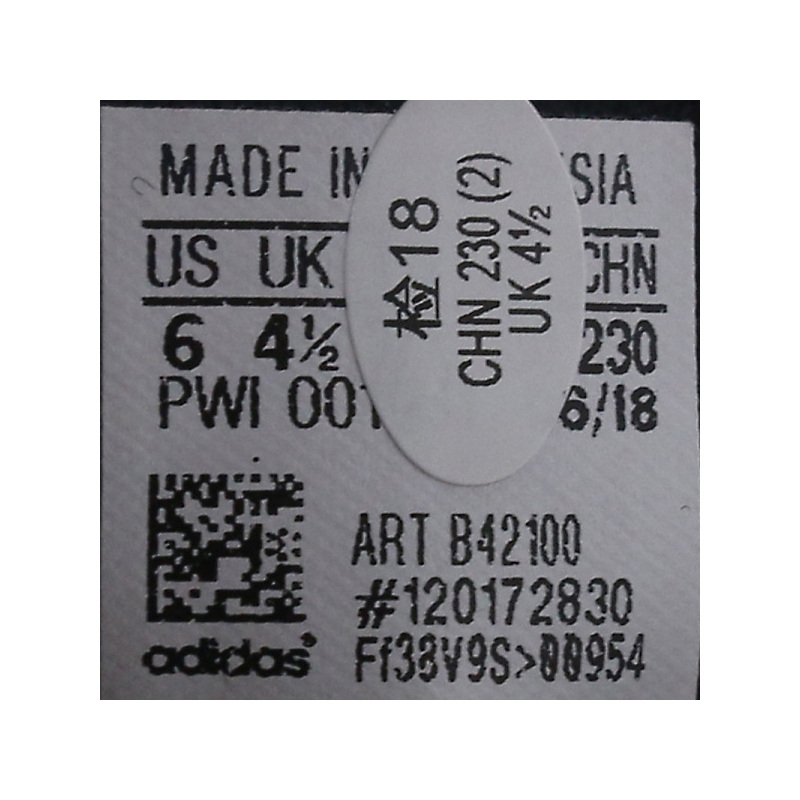 MADE IN SIA
US UK CHN
6 4½ 230
PWI 001 6/18
检18
CHN 230 (2)
UK 4½
ART B42100
#120172830
adidas
Ff38V9S>00954